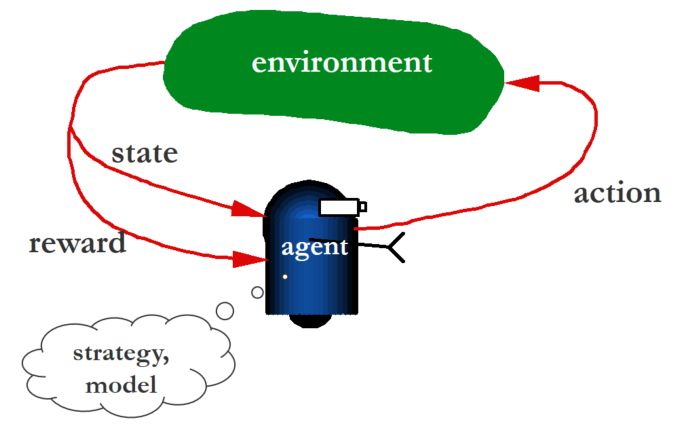 environment
state
action
reward
agent
strategy,
model